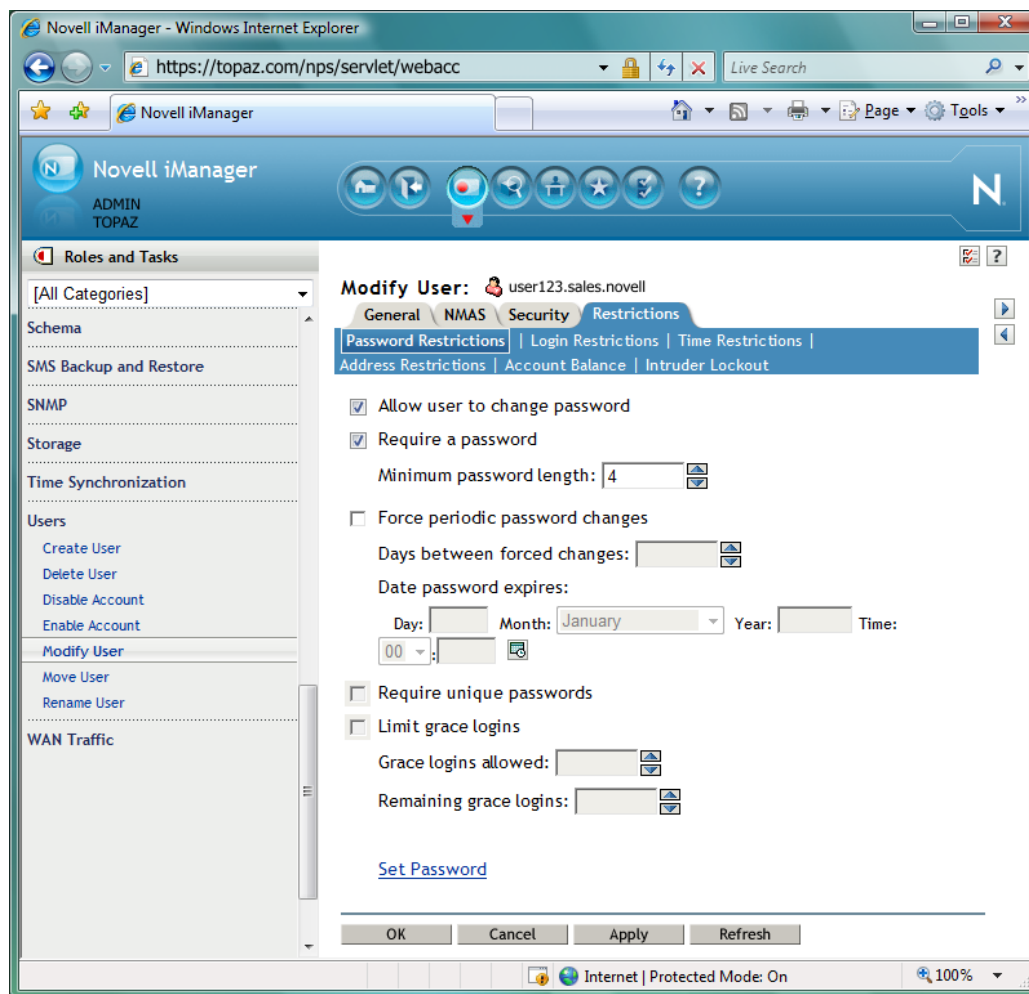 Novell iManager - Windows Internet Explorer
https://topaz.com/nps/servlet/webacc
Live Search
Novell iManager
Page
Tools
»
N
Novell iManager
ADMIN
TOPAZ
?
N
Roles and Tasks
?
[All Categories]
Schema
SMS Backup and Restore
SNMP
Storage
Time Synchronization
Users
Create User
Delete User
Disable Account
Enable Account
Modify User
Move User
Rename User
WAN Traffic
Modify User: user123.sales.novell
General \ NMAS \ Security Restrictions
Password Restrictions | Login Restrictions | Time Restrictions |
Address Restrictions | Account Balance | Intruder Lockout
Allow user to change password
Require a password
Minimum password length: 4
Force periodic password changes
Days between forced changes:
Date password expires:
Day: Month: January Year: Time:
00 :
Require unique passwords
Limit grace logins
Grace logins allowed:
Remaining grace logins:
Set Password
OK Cancel Apply Refresh
Internet | Protected Mode: On 100%